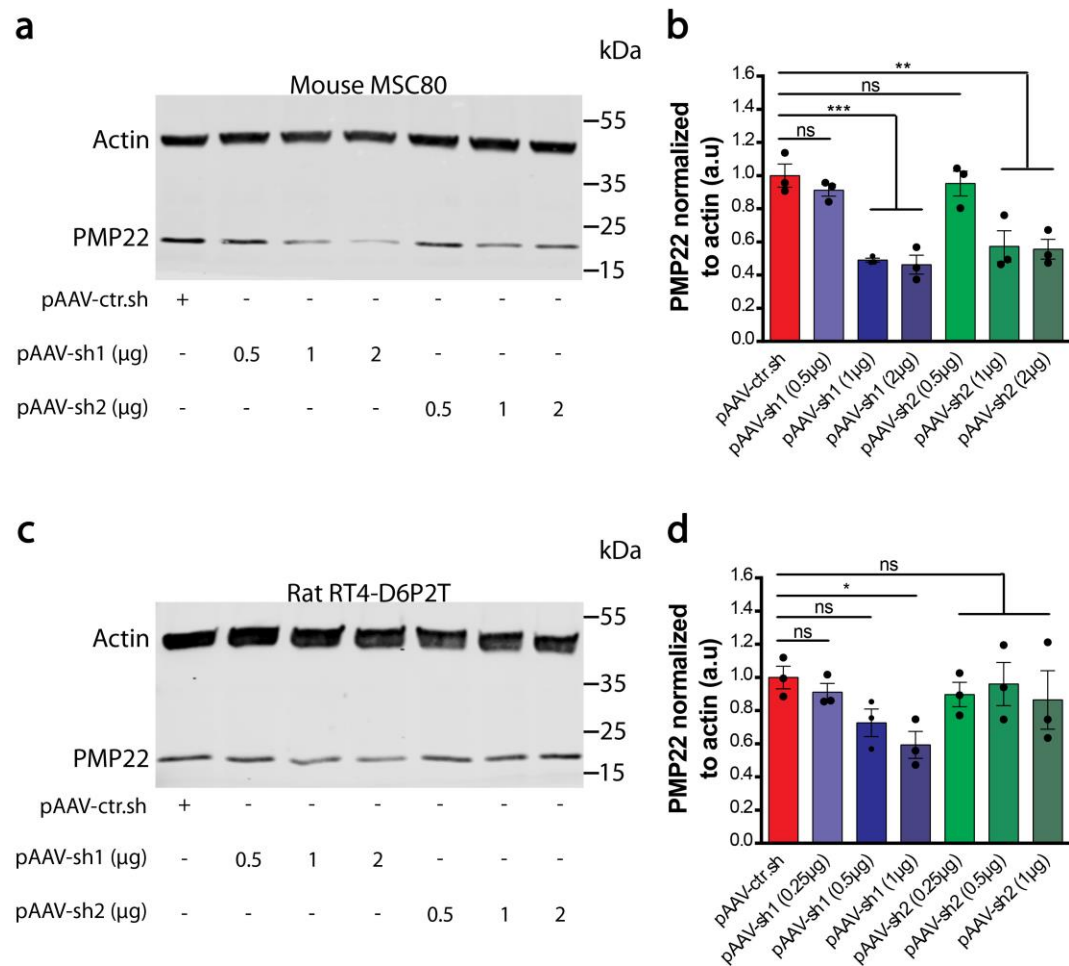 a
kDa
Mouse MSC80
Actin
PMP22
55
35
25
15
pAAV-ctr.sh + - - - - - -
pAAV-sh1 (µg) - 0.5 1 2 - - -
pAAV-sh2 (µg) - - - - 0.5 1 2
b
**
ns
***
ns
PMP22 normalized
to actin (a.u)
1.6
1.4
1.2
1.0
0.8
0.6
0.4
0.2
0.0
pAAV-ctr.sh
pAAV-sh1 (0.5µg)
pAAV-sh1 (1µg)
pAAV-sh1 (2µg)
pAAV-sh2 (0.5µg)
pAAV-sh2 (1µg)
pAAV-sh2 (2µg)
c
kDa
Rat RT4-D6P2T
Actin
PMP22
55
35
25
15
pAAV-ctr.sh + - - - - - -
pAAV-sh1 (µg) - 0.5 1 2 - - -
pAAV-sh2 (µg) - - - - 0.5 1 2
d
ns
*
ns
ns
PMP22 normalized
to actin (a.u)
1.6
1.4
1.2
1.0
0.8
0.6
0.4
0.2
0.0
pAAV-ctr.sh
pAAV-sh1 (0.25µg)
pAAV-sh1 (0.5µg)
pAAV-sh1 (1µg)
pAAV-sh2 (0.25µg)
pAAV-sh2 (0.5µg)
pAAV-sh2 (1µg)